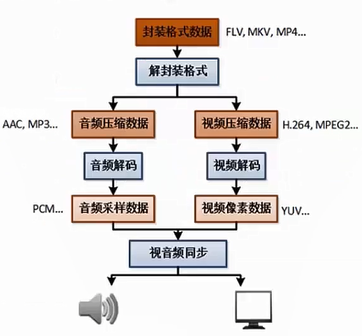 封装格式数据 FLV, MKV, MP4...
解封装格式
AAC, MP3... 音频压缩数据 视频压缩数据 H.264, MPEG2...
音频解码 视频解码
PCM... 音频采样数据 视频像素数据 YUV...
视音频同步